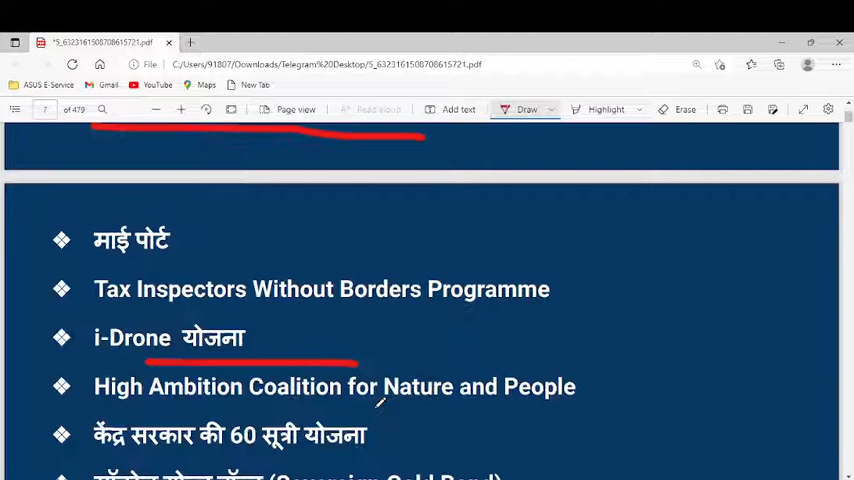 5_6323161508708615721.pdf
File
C:/Users/91807/Downloads/Telegram%20Desktop/5_6323161508708615721.pdf
ASUS E-Service
Gmail
YouTube
Maps
New Tab
7 of 479
Page view
Read aloud
Add text
Draw
Highlight
Erase
❖ माई पोर्ट
❖ Tax Inspectors Without Borders Programme
❖ i-Drone योजना
❖ High Ambition Coalition for Nature and People
❖ केंद्र सरकार की 60 सूत्री योजना